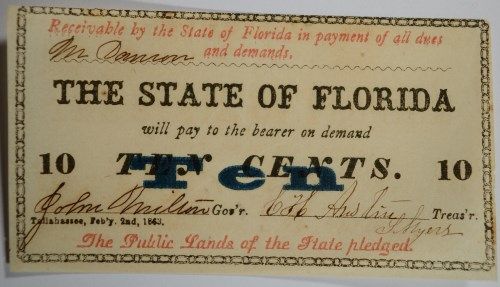 Receivable by the State of Florida in payment of all dues
and demands.
THE STATE OF FLORIDA
will pay to the bearer on demand
10 TEN CENTS. 10
Ten
John Milton Gov'r. Treas'r.
Tallahassee, Feb'y. 2nd, 1863.
The Public Lands of the State pledged.